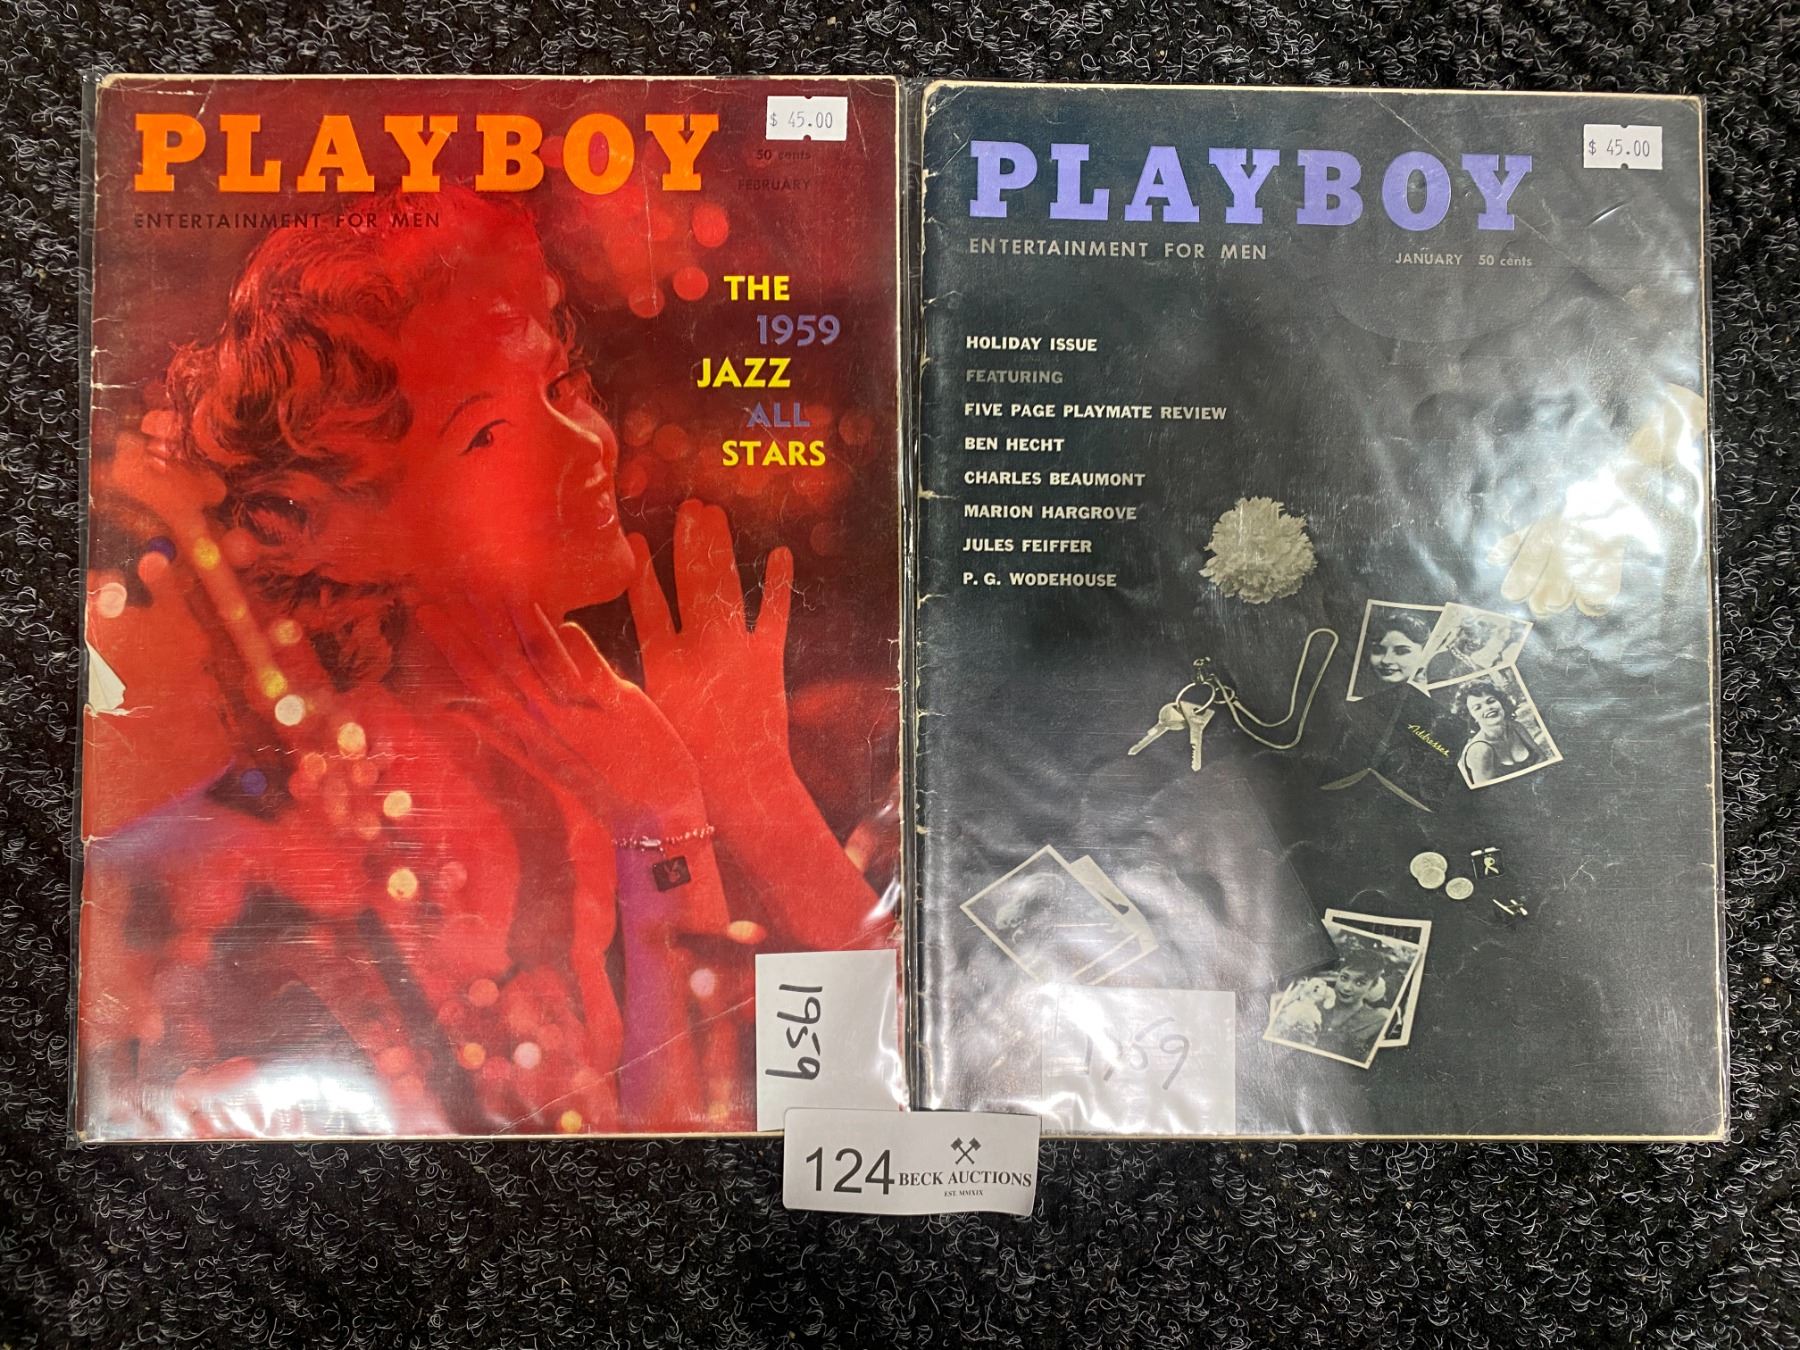 PLAYBOY
$ 45.00
50 cents
FEBRUARY
ENTERTAINMENT FOR MEN
THE
1959
JAZZ
ALL
STARS
1959
PLAYBOY
$ 45.00
ENTERTAINMENT FOR MEN
JANUARY 50 cents
HOLIDAY ISSUE
FEATURING
FIVE PAGE PLAYMATE REVIEW
BEN HECHT
CHARLES BEAUMONT
MARION HARGROVE
JULES FEIFFER
P. G. WODEHOUSE
Addresses
1959
124
BECK AUCTIONS
EST. MMXIX